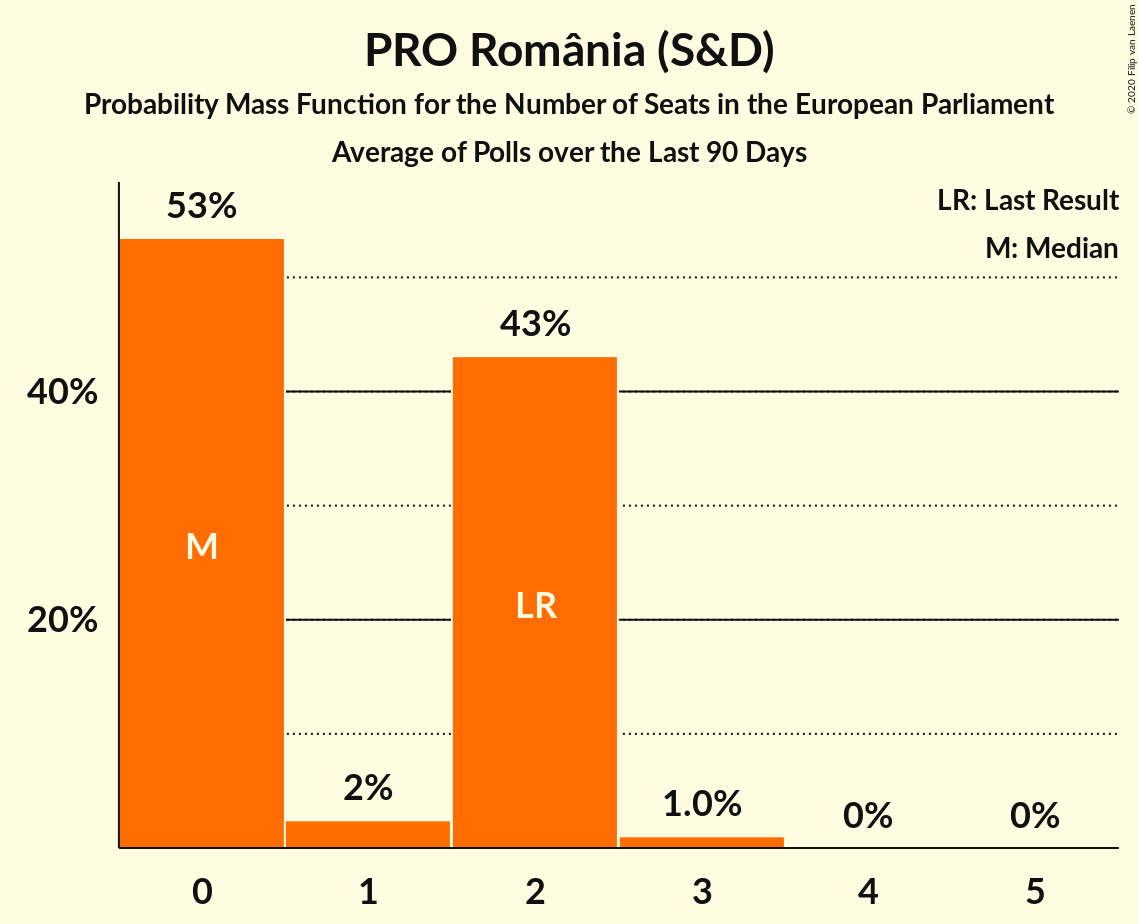 PRO România (S&D)
Probability Mass Function for the Number of Seats in the European Parliament
Average of Polls over the Last 90 Days
© 2020 Filip van Laenen
LR: Last Result
M: Median
53%
43%
40%
M
LR
20%
2%
1.0%
0%
0%
0
1
2
3
4
5